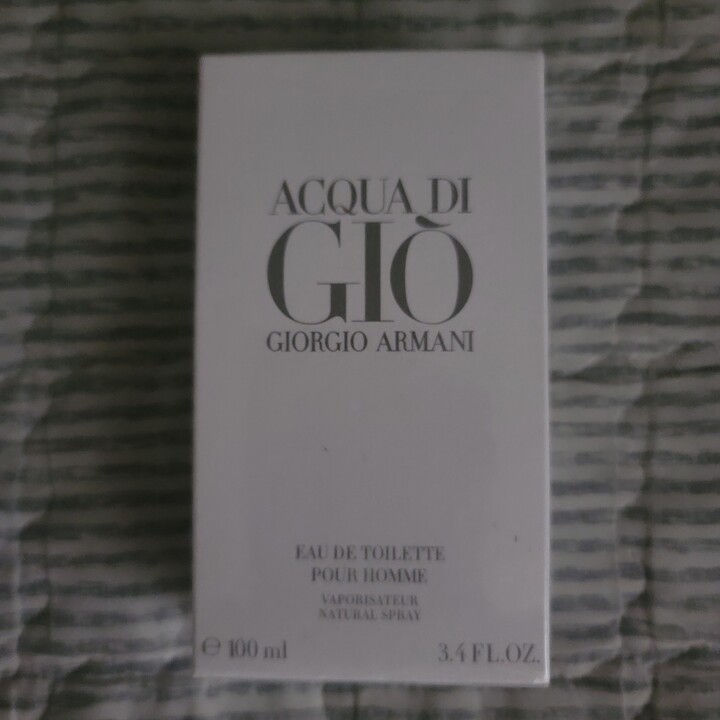 ACQUA DI
GIÒ
GIORGIO ARMANI
EAU DE TOILETTE
POUR HOMME
VAPORISATEUR
NATURAL SPRAY
℮ 100 ml 3.4 FL.OZ.